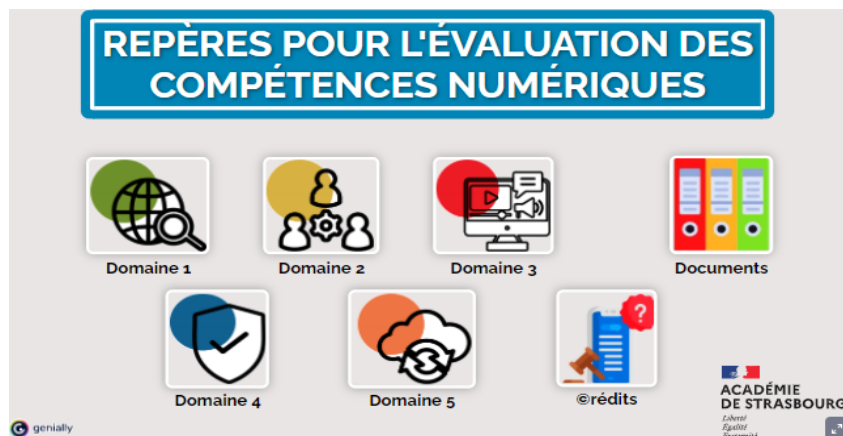 REPÈRES POUR L'ÉVALUATION DES
COMPÉTENCES NUMÉRIQUES
Domaine 1
Domaine 2
Domaine 3
Documents
?
Domaine 4
Domaine 5
©rédits
ACADÉMIE
DE STRASBOURG
Liberté
Égalité
Fraternité
genially